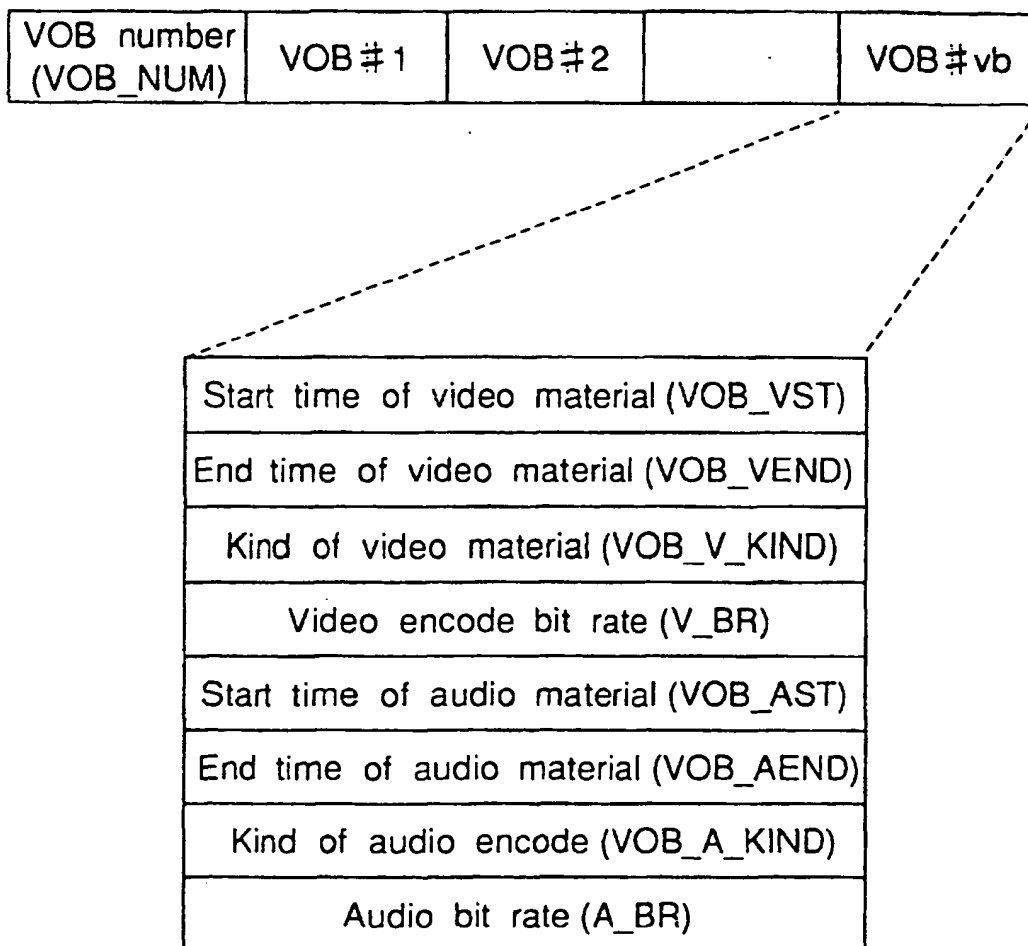 VOB number
(VOB_NUM)
VOB#1
VOB#2
VOB#vb
Start time of video material (VOB_VST)
End time of video material (VOB_VEND)
Kind of video material (VOB_V_KIND)
Video encode bit rate (V_BR)
Start time of audio material (VOB_AST)
End time of audio material (VOB_AEND)
Kind of audio encode (VOB_A_KIND)
Audio bit rate (A_BR)